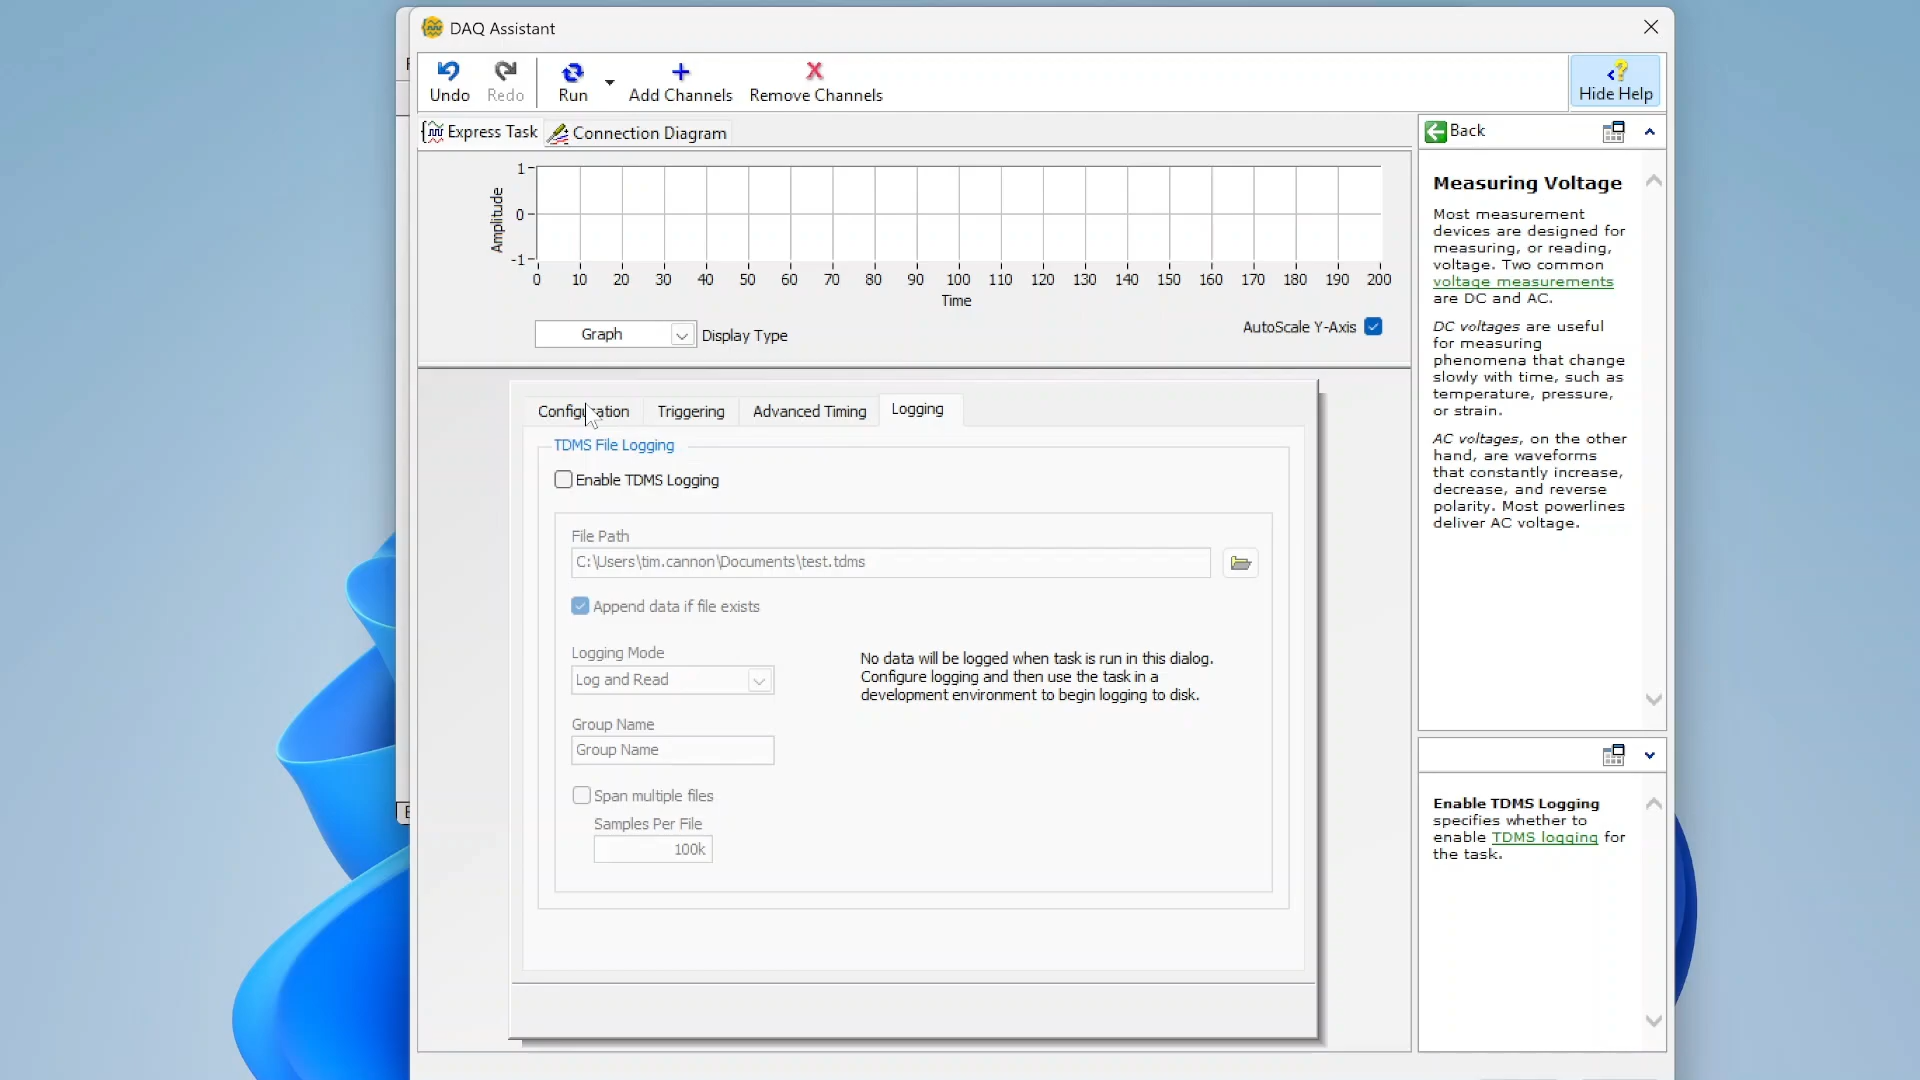 DAQ Assistant
Undo Redo Run Add Channels Remove Channels Hide Help
Express Task Connection Diagram
Back
1
0
-1
Amplitude
0 10 20 30 40 50 60 70 80 90 100 110 120 130 140 150 160 170 180 190 200
Time
Graph Display Type
AutoScale Y-Axis
Configuration Triggering Advanced Timing Logging
TDMS File Logging
Enable TDMS Logging
File Path
C:\Users\tim.cannon\Documents\test.tdms
Append data if file exists
Logging Mode
Log and Read
Group Name
Group Name
Span multiple files
Samples Per File
100k
No data will be logged when task is run in this dialog.
Configure logging and then use the task in a
development environment to begin logging to disk.
Measuring Voltage
Most measurement
devices are designed for
measuring, or reading,
voltage. Two common
voltage measurements
are DC and AC.
DC voltages are useful
for measuring
phenomena that change
slowly with time, such as
temperature, pressure,
or strain.
AC voltages, on the other
hand, are waveforms
that constantly increase,
decrease, and reverse
polarity. Most powerlines
deliver AC voltage.
Enable TDMS Logging
specifies whether to
enable TDMS logging for
the task.